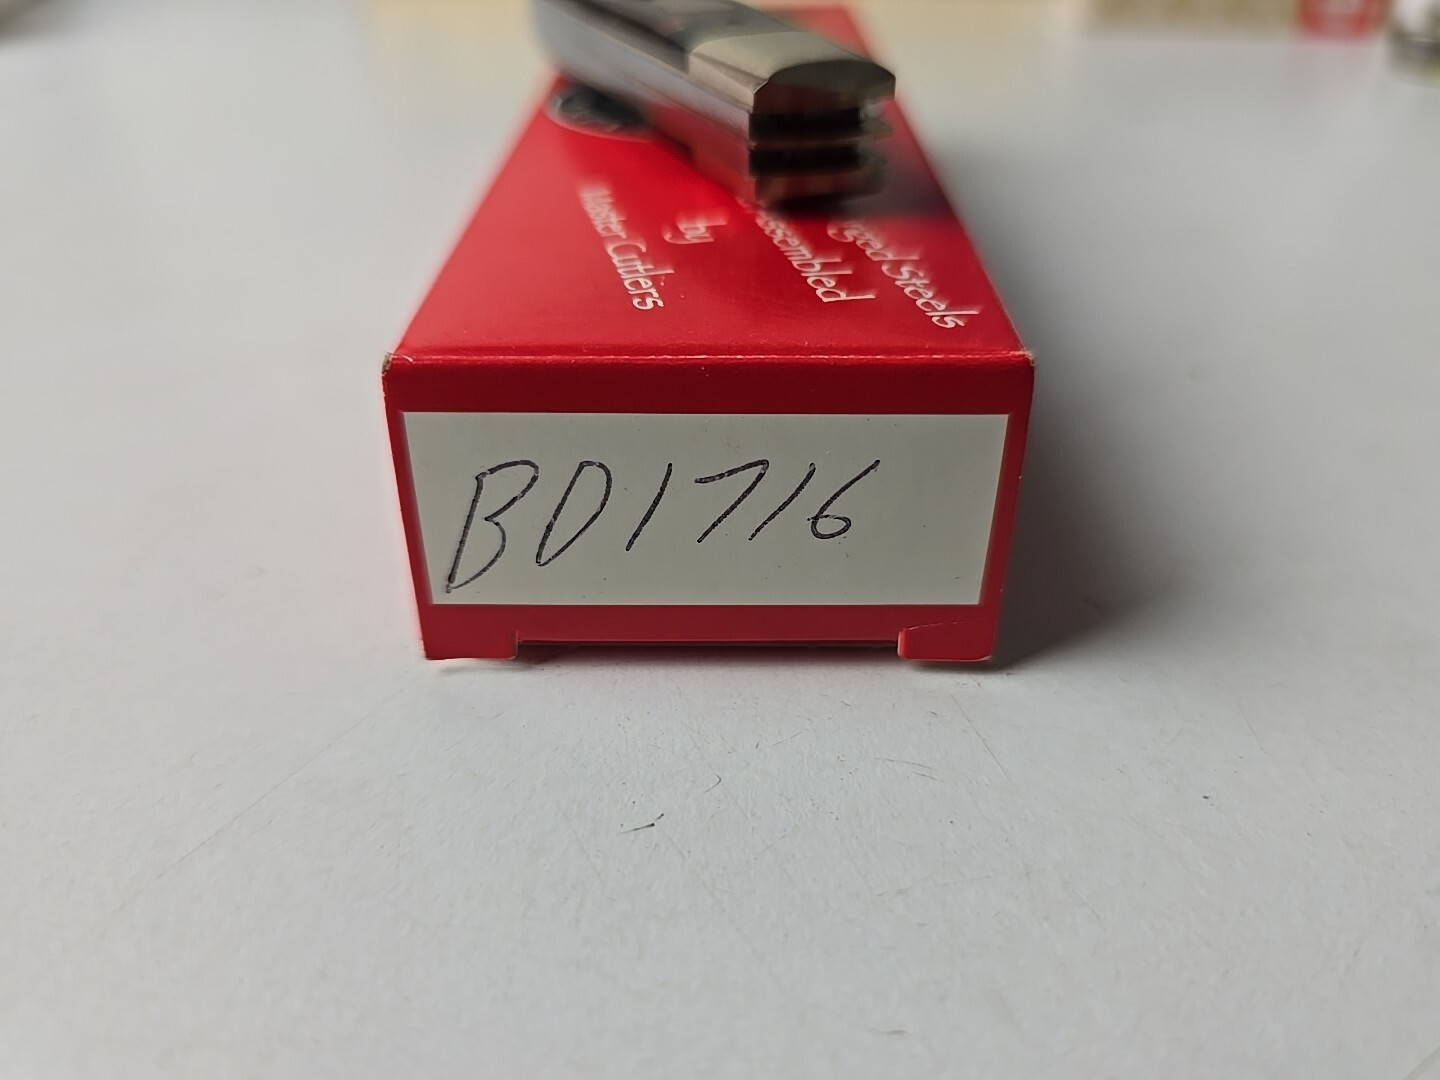 Steels
Assembled
by
Master Cutlers
BD1716